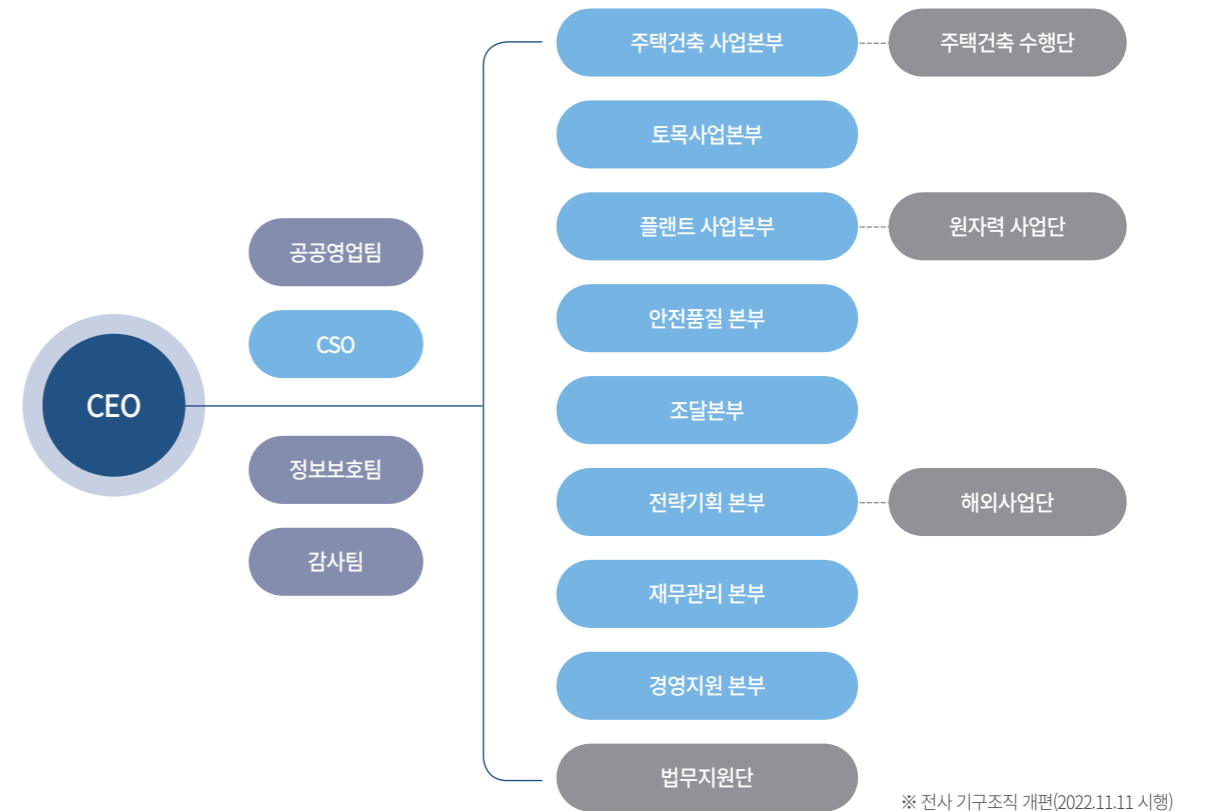 CEO
공공영업팀
CSO
정보보호팀
감사팀
주택건축 사업본부
주택건축 수행단
토목사업본부
플랜트 사업본부
원자력 사업단
안전품질 본부
조달본부
전략기획 본부
해외사업단
재무관리 본부
경영지원 본부
법무지원단
※ 전사 기구조직 개편(2022.11.11 시행)